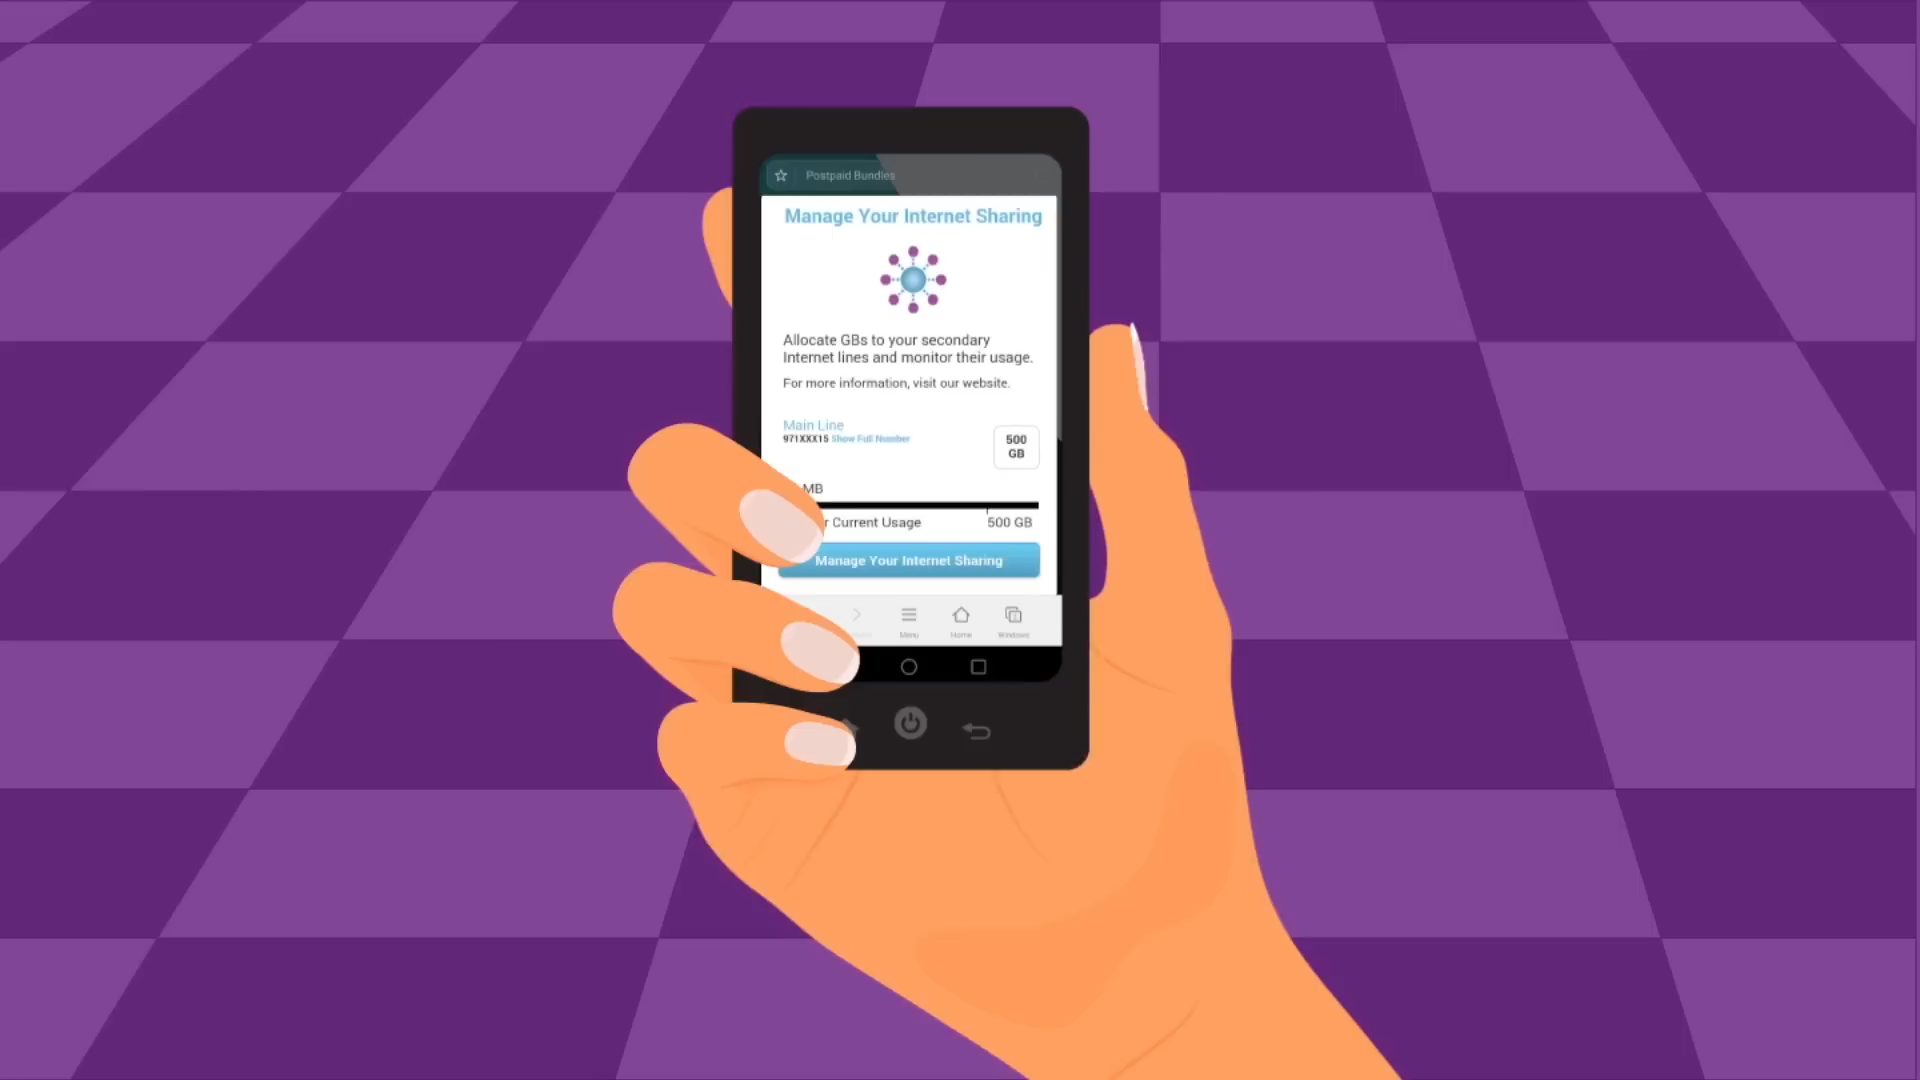 Postpaid Bundles
Manage Your Internet Sharing
Allocate GBs to your secondary
Internet lines and monitor their usage.
For more information, visit our website.
Main Line
971XXX15 Show Full Number
500
GB
MB
Current Usage
500 GB
Manage Your Internet Sharing
Menu
Home
Windows